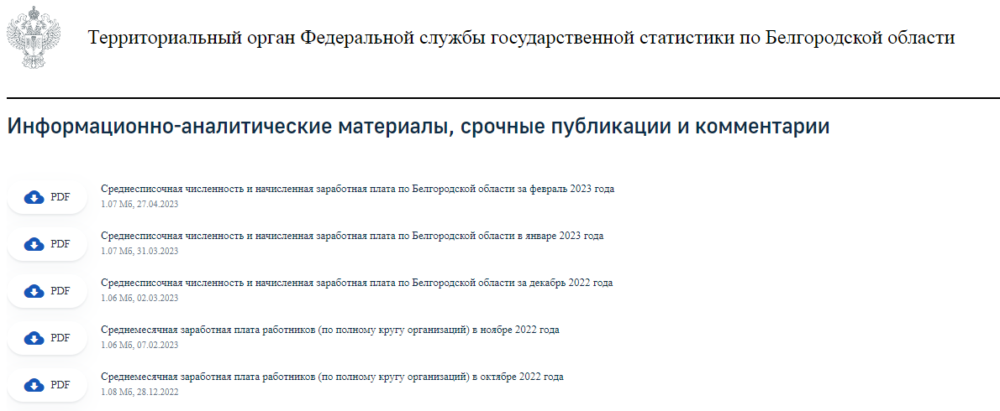 Территориальный орган Федеральной службы государственной статистики по Белгородской области
Информационно-аналитические материалы, срочные публикации и комментарии
PDF
Среднесписочная численность и начисленная заработная плата по Белгородской области за февраль 2023 года
1.07 Мб, 27.04.2023
PDF
Среднесписочная численность и начисленная заработная плата по Белгородской области в январе 2023 года
1.07 Мб, 31.03.2023
PDF
Среднесписочная численность и начисленная заработная плата по Белгородской области за декабрь 2022 года
1.06 Мб, 02.03.2023
PDF
Среднемесячная заработная плата работников (по полному кругу организаций) в ноябре 2022 года
1.06 Мб, 07.02.2023
PDF
Среднемесячная заработная плата работников (по полному кругу организаций) в октябре 2022 года
1.08 Мб, 28.12.2022